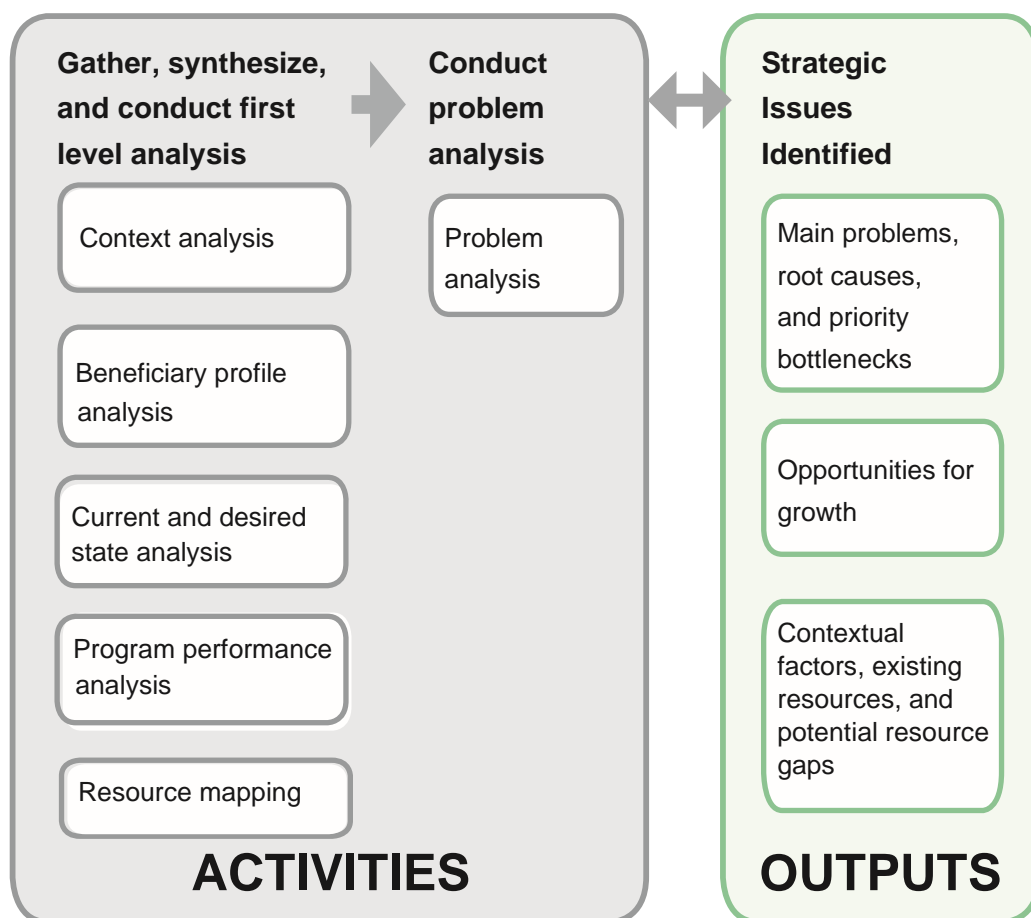 Gather, synthesize,
and conduct first
level analysis
Context analysis
Beneficiary profile
analysis
Current and desired
state analysis
Program performance
analysis
Resource mapping
Conduct
problem
analysis
Problem
analysis
ACTIVITIES
Strategic
Issues
Identified
Main problems,
root causes,
and priority
bottlenecks
Opportunities for
growth
Contextual
factors, existing
resources, and
potential resource
gaps
OUTPUTS